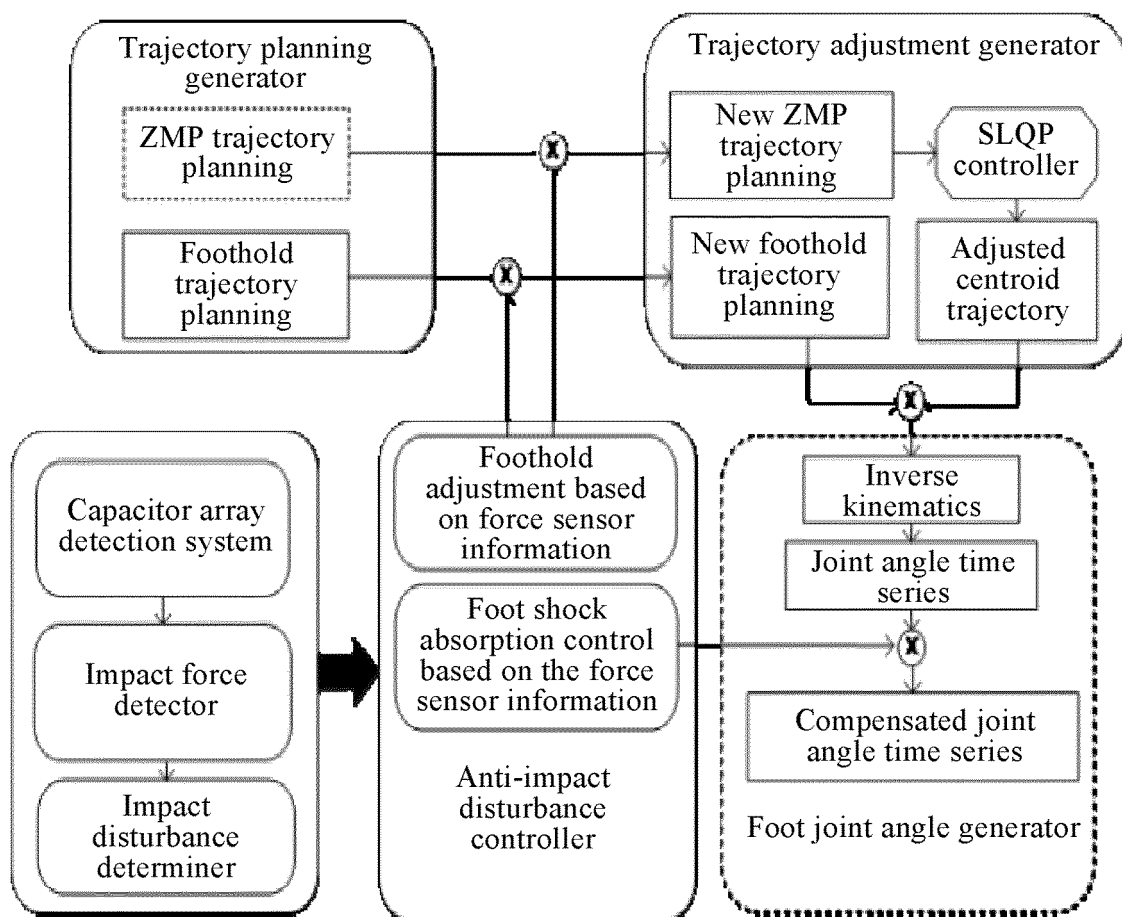 Trajectory planning
generator
ZMP trajectory
planning
Foothold
trajectory
planning
X
X
Trajectory adjustment generator
New ZMP
trajectory
planning
SLQP
controller
New foothold
trajectory
planning
Adjusted
centroid
trajectory
X
Capacitor array
detection system
Impact force
detector
Impact
disturbance
determiner
Foothold
adjustment based
on force sensor
information
Foot shock
absorption control
based on the force
sensor information
Anti-impact
disturbance
controller
Inverse
kinematics
Joint angle time
series
X
Compensated joint
angle time series
Foot joint angle generator